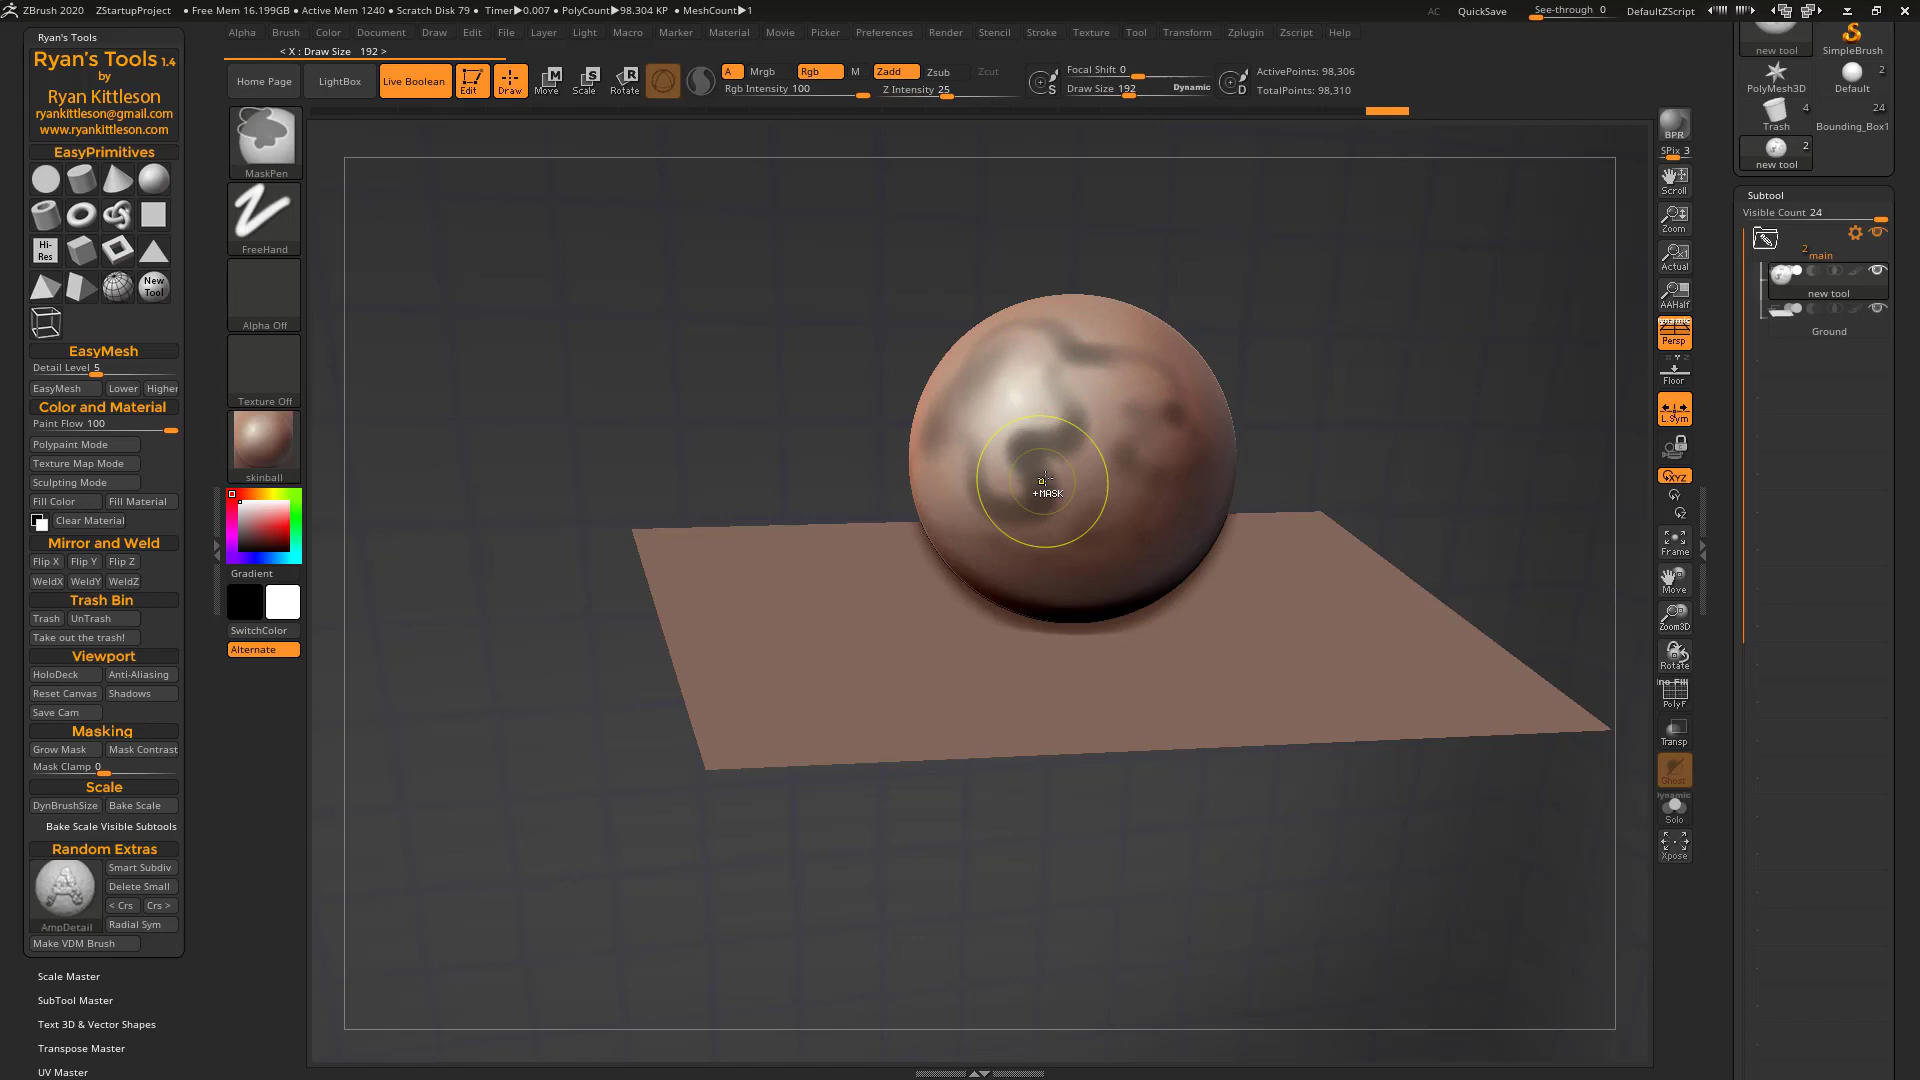 ZBrush 2020 ZStartupProject • Free Mem 16.199GB • Active Mem 1240 • Scratch Disk 79 • Timer▶0.007 • PolyCount▶98.304 KP • MeshCount▶1 AC QuickSave See-through 0 DefaultZScript
Alpha Brush Color Document Draw Edit File Layer Light Macro Marker Material Movie Picker Preferences Render Stencil Stroke Texture Tool Transform Zplugin Zscript Help
< X : Draw Size 192 >
Home Page LightBox Live Boolean Edit Draw Move Scale Rotate
A Mrgb Rgb M Zadd Zsub Zcut
Rgb Intensity 100 Z Intensity 25
S Focal Shift 0
Draw Size 192 Dynamic D
ActivePoints: 98,306
TotalPoints: 98,310
Ryan's Tools
Ryan's Tools 1.4
by
Ryan Kittleson
ryankittleson@gmail.com
www.ryankittleson.com
EasyPrimitives
Hi-Res
New Tool
EasyMesh
Detail Level 5
EasyMesh Lower Higher
Color and Material
Paint Flow 100
Polypaint Mode
Texture Map Mode
Sculpting Mode
Fill Color Fill Material
Clear Material
Mirror and Weld
Flip X Flip Y Flip Z
WeldX WeldY WeldZ
Trash Bin
Trash UnTrash
Take out the trash!
Viewport
HoloDeck Anti-Aliasing
Reset Canvas Shadows
Save Cam
Masking
Grow Mask Mask Contrast
Mask Clamp 0
Scale
DynBrushSize Bake Scale
Bake Scale Visible Subtools
Random Extras
Smart Subdiv
Delete Small
< Crs Crs >
AmpDetail Radial Sym
Make VDM Brush
Scale Master
SubTool Master
Text 3D & Vector Shapes
Transpose Master
UV Master
MaskPen
FreeHand
Alpha Off
Texture Off
skinball
Gradient
SwitchColor
Alternate
+MASK
BPR
SPix 3
Scroll
Zoom
Actual
AAHalf
Dynamic
Persp
Floor
L.Sym
XYZ
Y
Z
Frame
Move
Zoom3D
Rotate
PolyF
Transp
Ghost
Dynamic
Solo
Xpose
new tool SimpleBrush
2
PolyMesh3D Default
4 24
Trash Bounding_Box1
2
new tool
Subtool
Visible Count 24
2
main
new tool
Ground